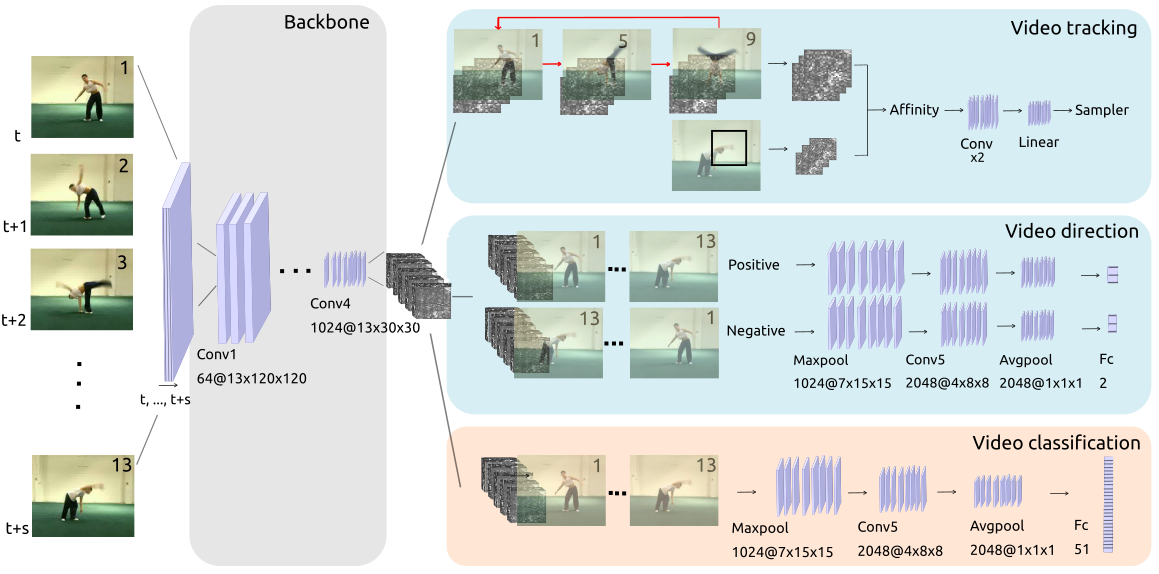 Backbone
1
t
2
t+1
3
t+2
13
t+s
t, ..., t+s
Conv1
64@13x120x120
Conv4
1024@13x30x30
Video tracking
1
5
9
Affinity
Conv
x2
Linear
Sampler
Video direction
1
13
Positive
13
1
Negative
Maxpool
1024@7x15x15
Conv5
2048@4x8x8
Avgpool
2048@1x1x1
Fc
2
Video classification
1
13
Maxpool
1024@7x15x15
Conv5
2048@4x8x8
Avgpool
2048@1x1x1
Fc
51